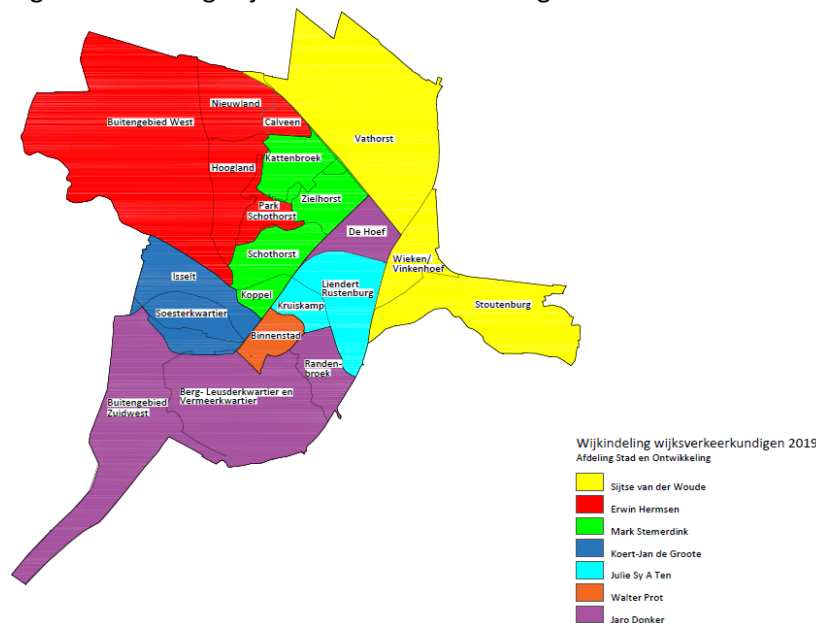 Nieuwland
Buitengebied West
Calveen
Vathorst
Kattenbroek
Hoogland
Zielhorst
Park
Schothorst
De Hoef
Schothorst
Wieken/
Vinkenhoef
Isselt
Liendert
Rustenburg
Koppel
Kruiskamp
Stoutenburg
Soesterkwartier
Binnenstad
Randen-
broek
Berg- Leusderkwartier en
Vermeerkwartier
Buitengebied
Zuidwest
Wijkindeling wijksverkeerkundigen 2019
Afdeling Stad en Ontwikkeling
Sijtse van der Woude
Erwin Hermsen
Mark Stemerdink
Koert-Jan de Groote
Julie Sy A Ten
Walter Prot
Jaro Donker